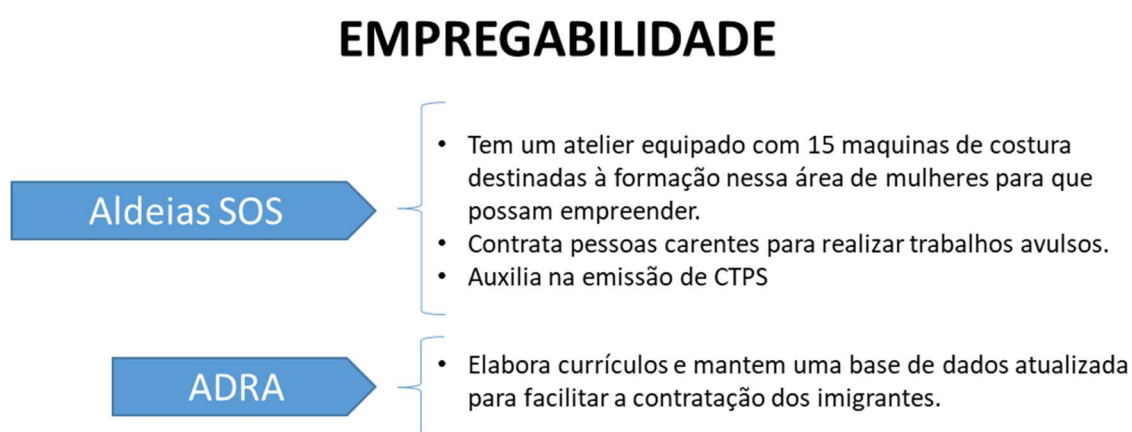 EMPREGABILIDADE
Aldeias SOS
• Tem um atelier equipado com 15 maquinas de costura
destinadas à formação nessa área de mulheres para que
possam empreender.
• Contrata pessoas carentes para realizar trabalhos avulsos.
• Auxilia na emissão de CTPS
ADRA
• Elabora currículos e mantem uma base de dados atualizada
para facilitar a contratação dos imigrantes.